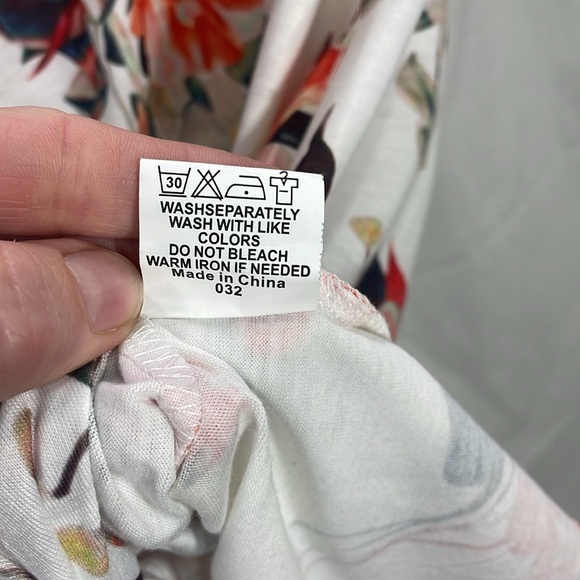 30
WASHSEPARATELY
WASH WITH LIKE
COLORS
DO NOT BLEACH
WARM IRON IF NEEDED
Made in China
032